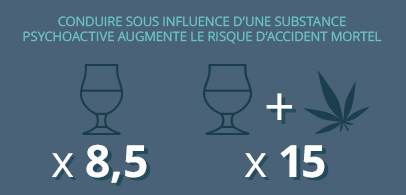 CONDUIRE SOUS INFLUENCE D'UNE SUBSTANCE
PSYCHOACTIVE AUGMENTE LE RISQUE D'ACCIDENT MORTEL
+
x 8,5 x 15